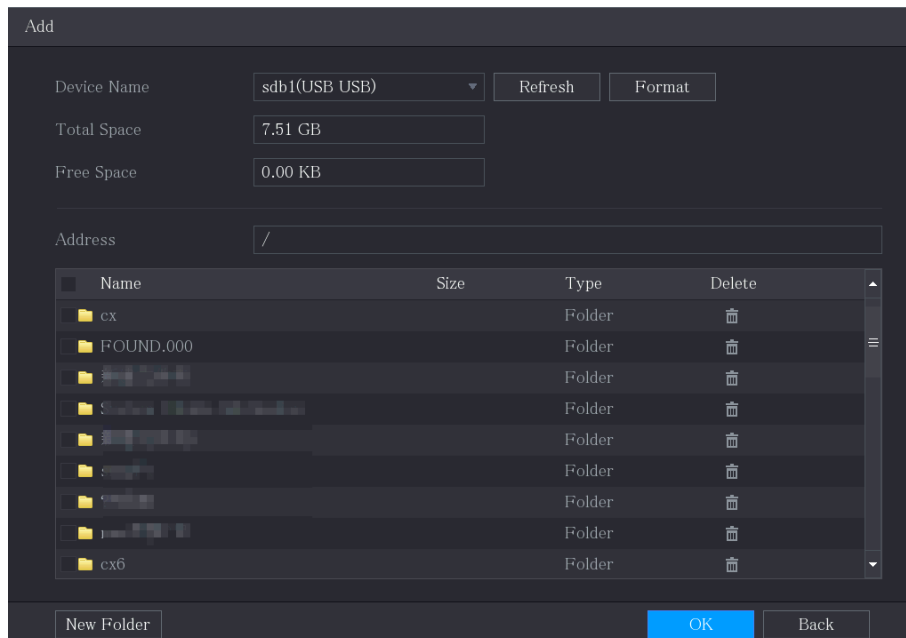 Add
Device Name sdb1(USB USB) Refresh Format
Total Space 7.51 GB
Free Space 0.00 KB
Address /
Name Size Type Delete
cx Folder
FOUND.000 Folder
Folder
Folder
Folder
Folder
Folder
Folder
cx6 Folder
New Folder OK Back